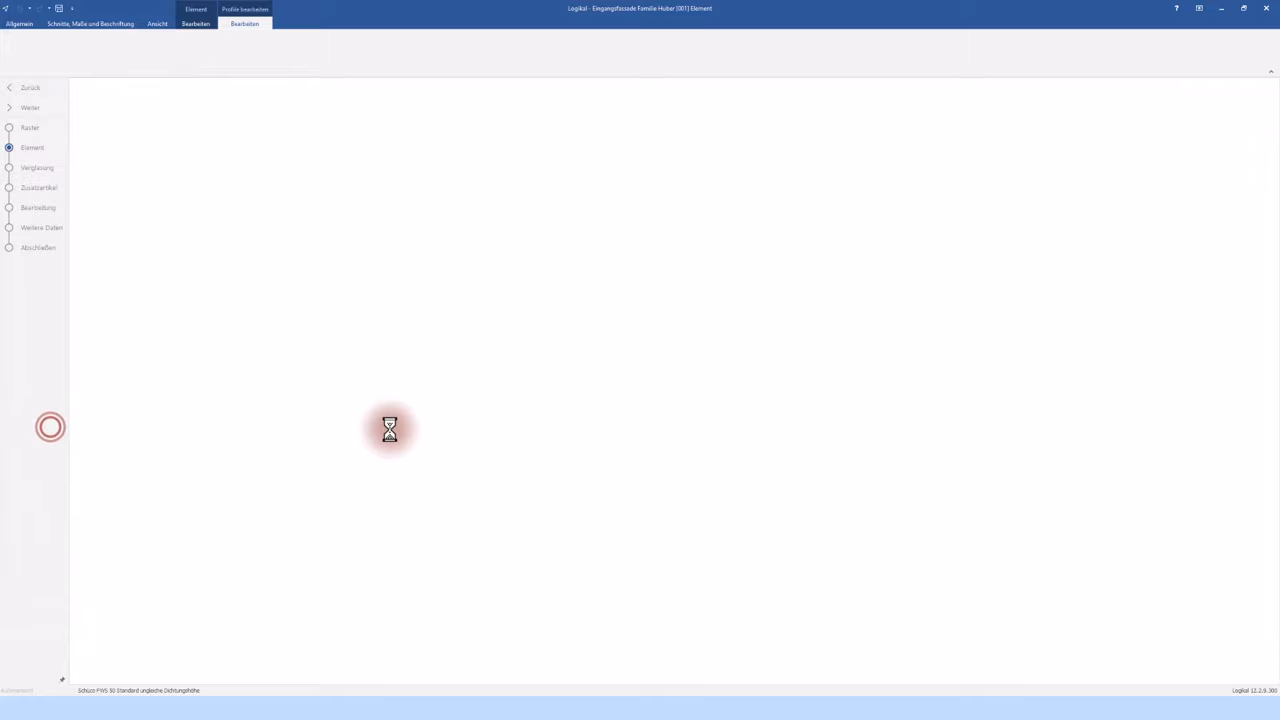 Element
Profile bearbeiten
Logikal - Eingangsfassade Familie Huber [001] Element
?
Allgemein
Schnitte, Maße und Beschriftung
Ansicht
Bearbeiten
Bearbeiten
Zurück
Weiter
Raster
Element
Verglasung
Zusatzartikel
Bearbeitung
Weitere Daten
Abschließen
Außenansicht
Schüco FWS 50 Standard ungleiche Dichtungshöhe
Logikal 12.2.9.300